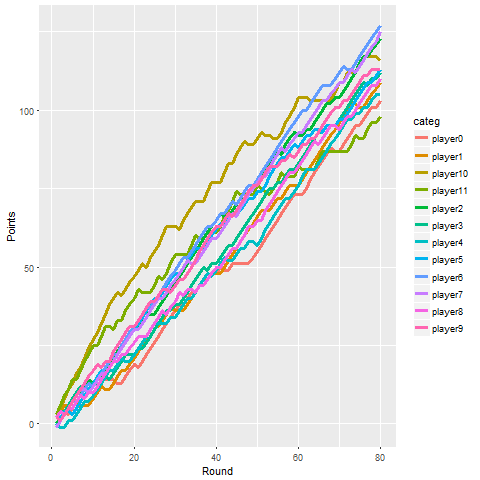 100
50
0
Points
0
20
40
60
80
Round
categ
player0
player1
player10
player11
player2
player3
player4
player5
player6
player7
player8
player9